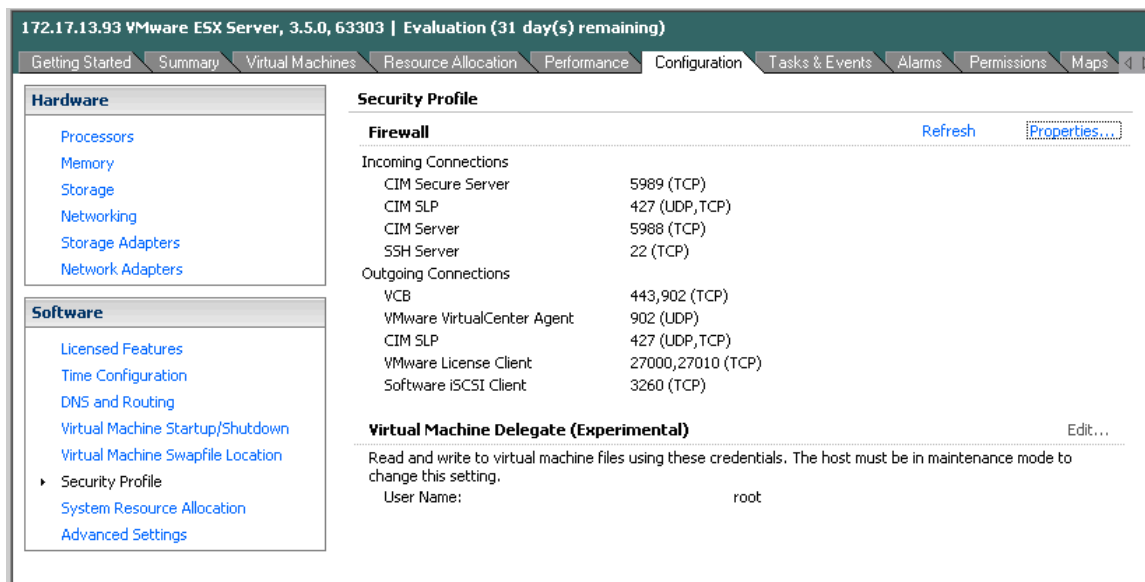 172.17.13.93 VMware ESX Server, 3.5.0, 63303 | Evaluation (31 day(s) remaining)
Getting Started Summary Virtual Machines Resource Allocation Performance Configuration Tasks & Events Alarms Permissions Maps
Hardware
Processors
Memory
Storage
Networking
Storage Adapters
Network Adapters
Software
Licensed Features
Time Configuration
DNS and Routing
Virtual Machine Startup/Shutdown
Virtual Machine Swapfile Location
Security Profile
System Resource Allocation
Advanced Settings
Security Profile
Firewall Refresh Properties...
Incoming Connections
CIM Secure Server 5989 (TCP)
CIM SLP 427 (UDP,TCP)
CIM Server 5988 (TCP)
SSH Server 22 (TCP)
Outgoing Connections
VCB 443,902 (TCP)
VMware VirtualCenter Agent 902 (UDP)
CIM SLP 427 (UDP,TCP)
VMware License Client 27000,27010 (TCP)
Software iSCSI Client 3260 (TCP)
Virtual Machine Delegate (Experimental) Edit...
Read and write to virtual machine files using these credentials. The host must be in maintenance mode to
change this setting.
User Name: root